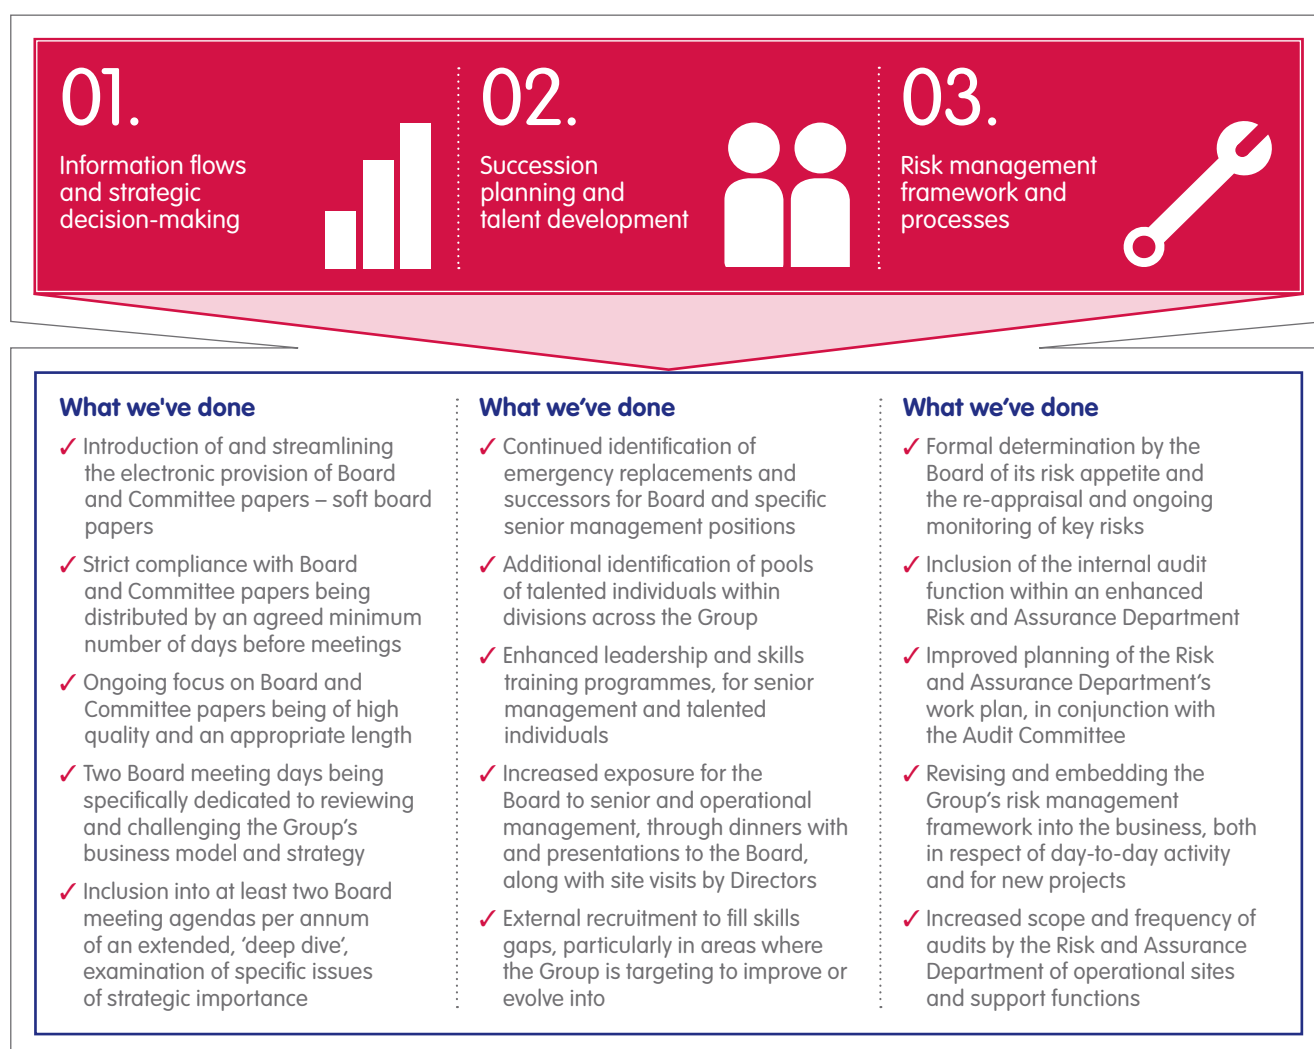 01.
Information flows
and strategic
decision-making
02.
Succession
planning and
talent development
03.
Risk management
framework and
processes
What we've done
✓ Introduction of and streamlining
the electronic provision of Board
and Committee papers – soft board
papers
✓ Strict compliance with Board
and Committee papers being
distributed by an agreed minimum
number of days before meetings
✓ Ongoing focus on Board and
Committee papers being of high
quality and an appropriate length
✓ Two Board meeting days being
specifically dedicated to reviewing
and challenging the Group’s
business model and strategy
✓ Inclusion into at least two Board
meeting agendas per annum
of an extended, ‘deep dive’,
examination of specific issues
of strategic importance
What we’ve done
✓ Continued identification of
emergency replacements and
successors for Board and specific
senior management positions
✓ Additional identification of pools
of talented individuals within
divisions across the Group
✓ Enhanced leadership and skills
training programmes, for senior
management and talented
individuals
✓ Increased exposure for the
Board to senior and operational
management, through dinners with
and presentations to the Board,
along with site visits by Directors
✓ External recruitment to fill skills
gaps, particularly in areas where
the Group is targeting to improve or
evolve into
What we’ve done
✓ Formal determination by the
Board of its risk appetite and
the re-appraisal and ongoing
monitoring of key risks
✓ Inclusion of the internal audit
function within an enhanced
Risk and Assurance Department
✓ Improved planning of the Risk
and Assurance Department’s
work plan, in conjunction with
the Audit Committee
✓ Revising and embedding the
Group’s risk management
framework into the business, both
in respect of day-to-day activity
and for new projects
✓ Increased scope and frequency of
audits by the Risk and Assurance
Department of operational sites
and support functions